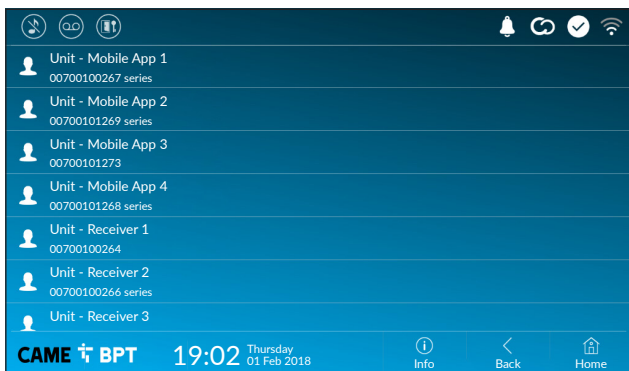 Unit - Mobile App 1
00700100267 series
Unit - Mobile App 2
00700101269 series
Unit - Mobile App 3
00700101273
Unit - Mobile App 4
00700101268 series
Unit - Receiver 1
00700100264
Unit - Receiver 2
00700100266 series
Unit - Receiver 3
CAME BPT
19:02
Thursday
01 Feb 2018
Info
Back
Home